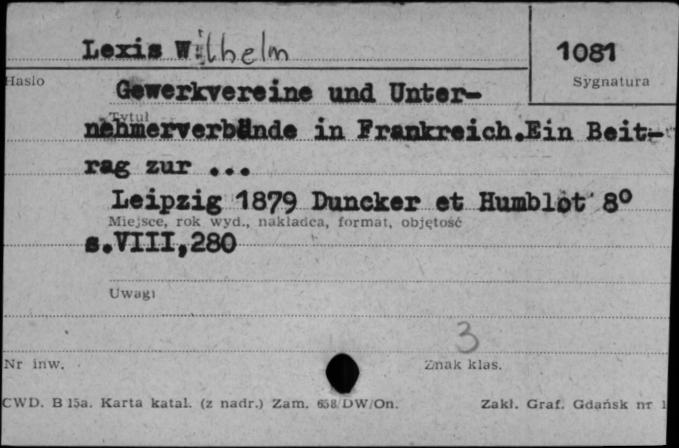 Lexis Wilhelm
1081
Hasło
Sygnatura
Gewerkvereine und Unter-
Tytuł
nehmerverbände in Frankreich.Ein Beit-
rag zur ...
Leipzig 1879 Duncker et Humblot 8⁰
Miejsce, rok wyd., nakładca, format, objętość
s.VIII,280
Uwagi
3
Nr inw.
Znak klas.
CWD. B 15a. Karta katal. (z nadr.) Zam. 658/DW/On.
Zakł. Graf. Gdańsk nr 1